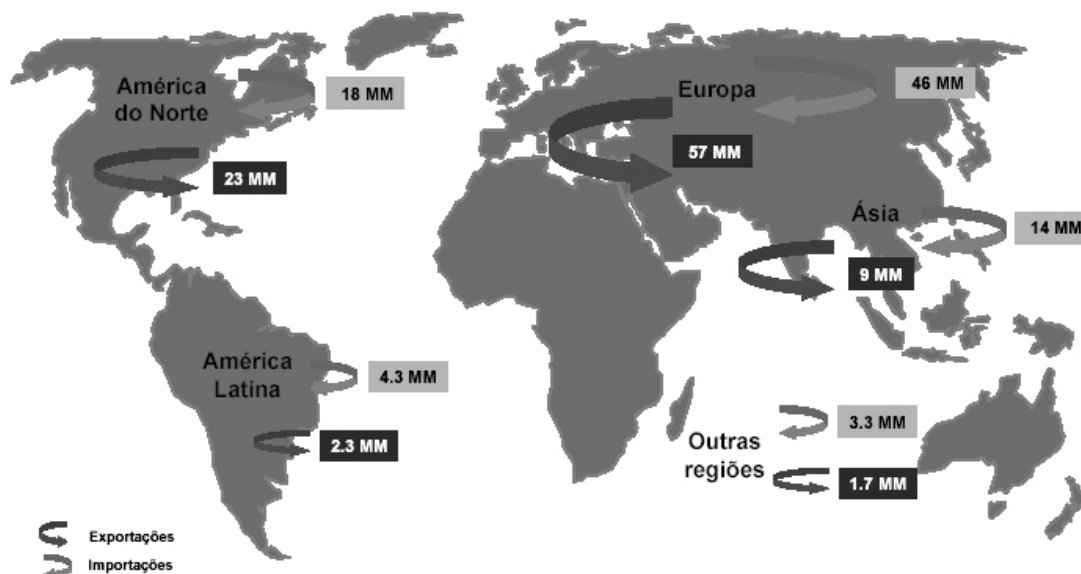 América
do Norte
18 MM
23 MM
Europa
46 MM
57 MM
Ásia
14 MM
9 MM
América
Latina
4.3 MM
2.3 MM
Outras
regiões
3.3 MM
1.7 MM
Exportações
Importações